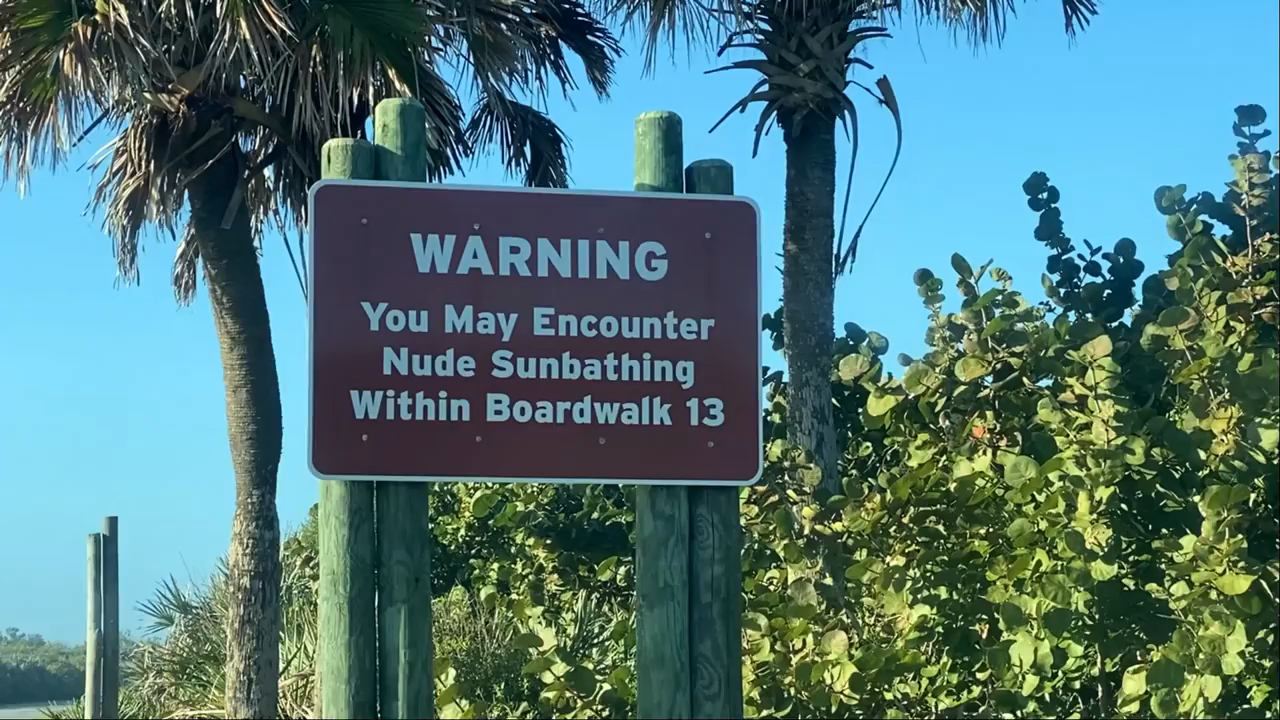 WARNING
You May Encounter
Nude Sunbathing
Within Boardwalk 13